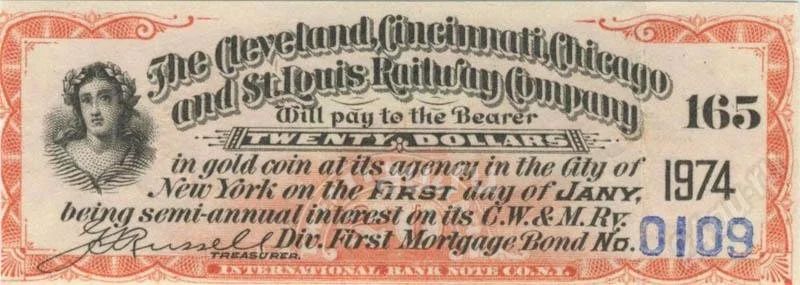 The Cleveland, Cincinnati, Chicago
and St. Louis Railway Company
Will pay to the Bearer
165
TWENTY DOLLARS
in gold coin at its agency in the City of
New York on the FIRST day of JANY,
1974
being semi-annual interest on its C.W.& M.Ry.
Div. First Mortgage Bond No. 0109
TREASURER.
INTERNATIONAL BANK NOTE CO.N.Y.